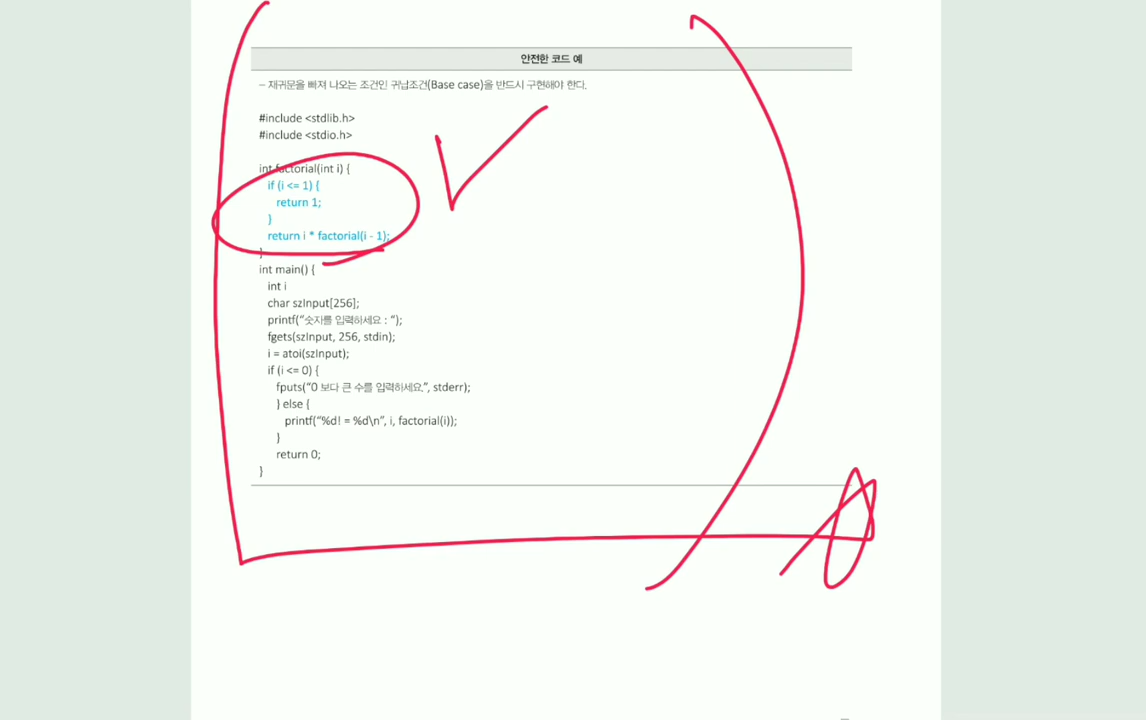 안전한 코드 예
– 재귀문을 빠져 나오는 조건인 귀납조건(Base case)을 반드시 구현해야 한다.
#include <stdlib.h>
#include <stdio.h>
int factorial(int i) {
if (i <= 1) {
return 1;
}
return i * factorial(i - 1);
}
int main() {
int i
char szInput[256];
printf(“숫자를 입력하세요 : “);
fgets(szInput, 256, stdin);
i = atoi(szInput);
if (i <= 0) {
fputs(“0 보다 큰 수를 입력하세요.”, stderr);
} else {
printf(“%d! = %d\n”, i, factorial(i));
}
return 0;
}